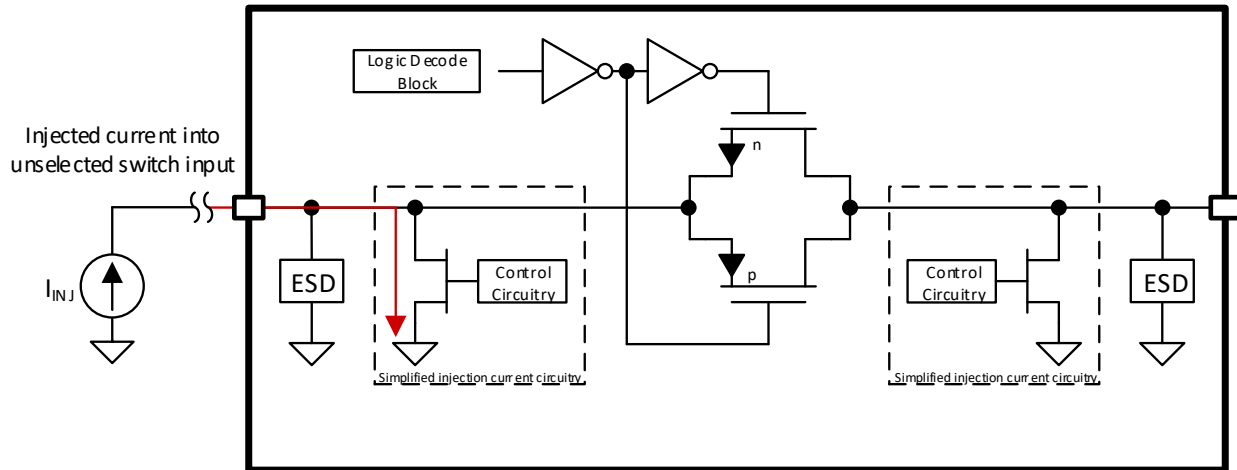 Logic Decode
Block
Injected current into
unselected switch input
n
p
I_INJ
ESD
Control
Circuitry
Simplified injection current circuitry
Control
Circuitry
ESD
Simplified injection current circuitry